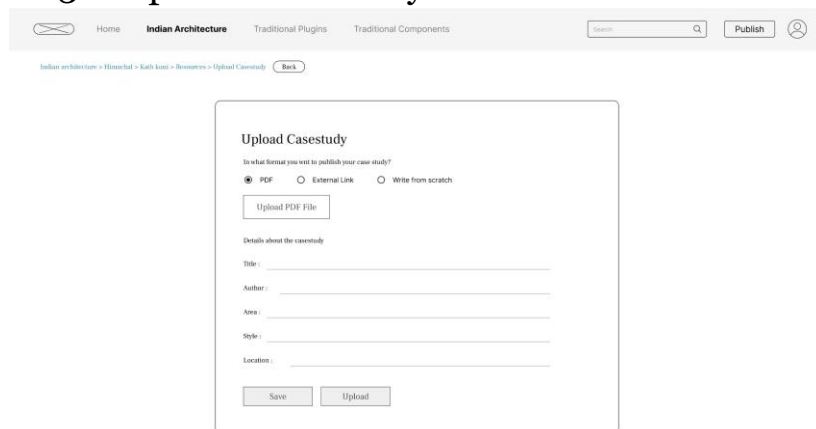 Home Indian Architecture Traditional Plugins Traditional Components Search Publish
Indian architecture > Himachal > Kath kuni > Resources > Upload Casestudy Back
Upload Casestudy
In what format you wnt to publish your case study?
PDF External Link Write from scratch
Upload PDF File
Details about the casestudy
Title :
Author :
Area :
Style :
Location :
Save Upload